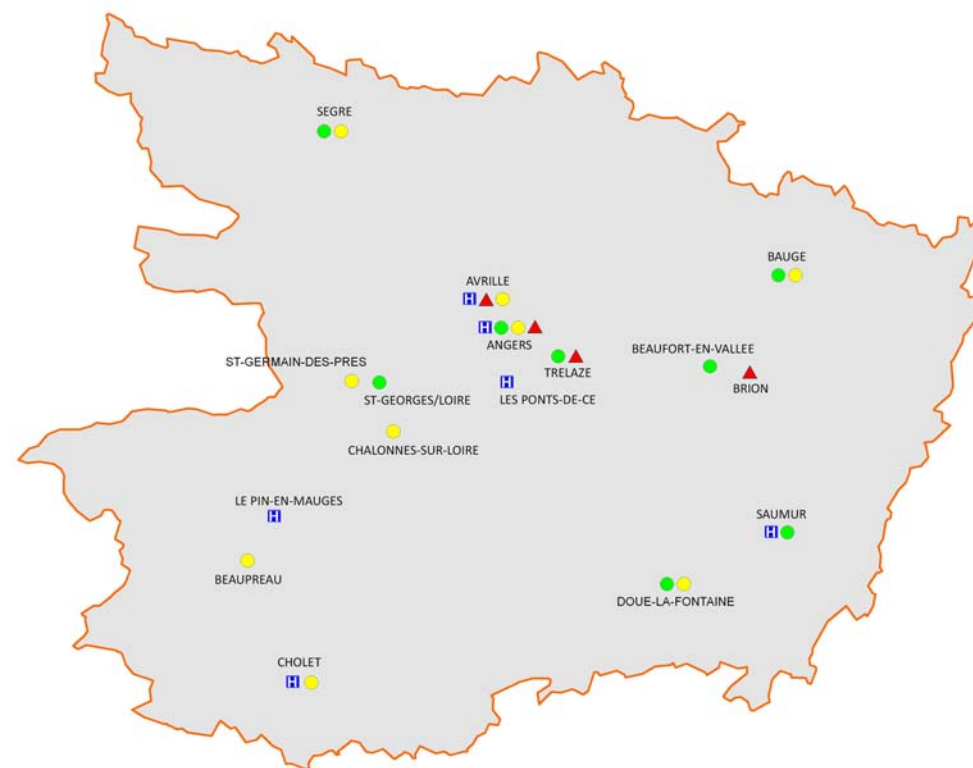 SEGRE
BAUGE
AVRILLE
H
H
ANGERS
BEAUFORT-EN-VALLEE
ST-GERMAIN-DES-PRES
TRELAZE
H
BRION
ST-GEORGES/LOIRE
LES PONTS-DE-CE
CHALONNES-SUR-LOIRE
LE PIN-EN-MAUGES
H
SAUMUR
H
BEAUPREAU
DOUE-LA-FONTAINE
CHOLET
H